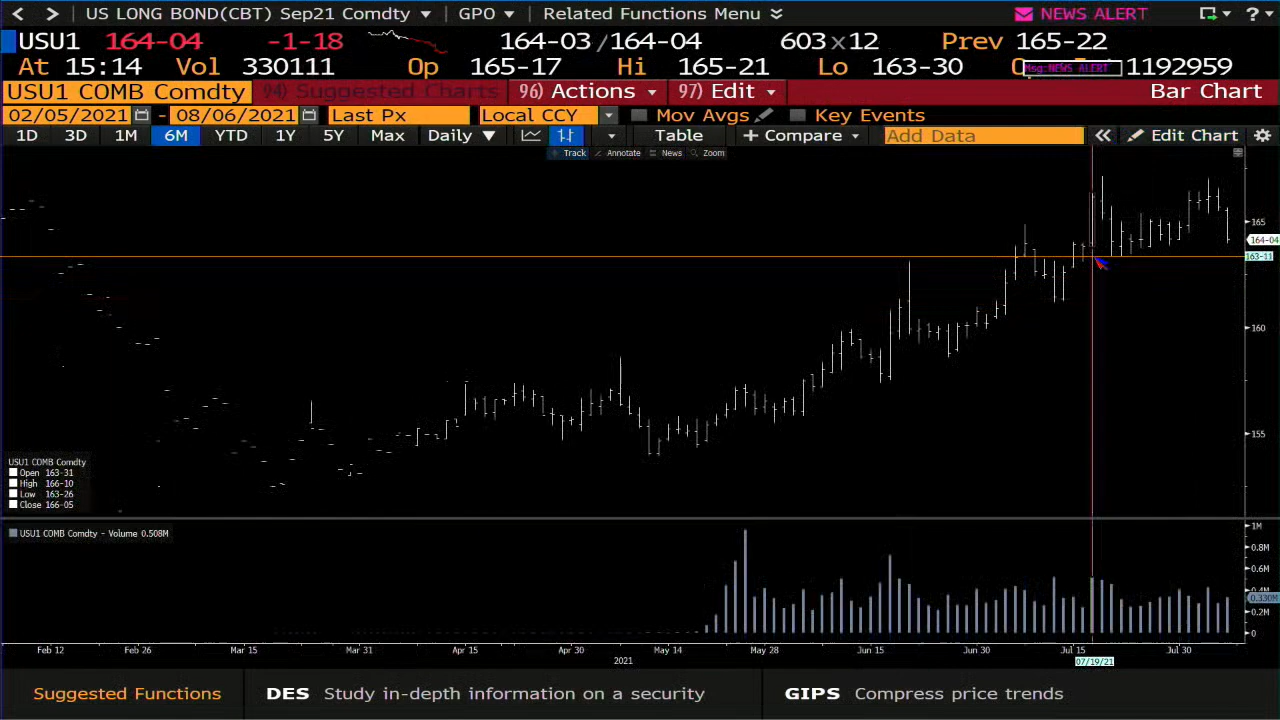 US LONG BOND(CBT) Sep21 Comdty GPO Related Functions Menu NEWS ALERT ?
USU1 164-04 -1-18 164-03 /164-04 603 x 12 Prev 165-22
At 15:14 Vol 330111 Op 165-17 Hi 165-21 Lo 163-30 Msg:NEWS ALERT 1192959
USU1 COMB Comdty 94) Suggested Charts 96) Actions 97) Edit Bar Chart
02/05/2021 - 08/06/2021 Last Px Local CCY Mov Avgs Key Events
1D 3D 1M 6M YTD 1Y 5Y Max Daily Table + Compare Add Data Edit Chart
Track Annotate News Zoom
165
164-04
163-11
160
155
USU1 COMB Comdty
Open 163-31
High 166-10
Low 163-26
Close 166-05
USU1 COMB Comdty - Volume 0.508M
1M
0.8M
0.6M
0.4M
0.330M
0.2M
0
Feb 12 Feb 26 Mar 15 Mar 31 Apr 15 Apr 30 May 14 May 28 Jun 15 Jun 30 Jul 15 Jul 30
2021 07/19/21
Suggested Functions DES Study in-depth information on a security GIPS Compress price trends